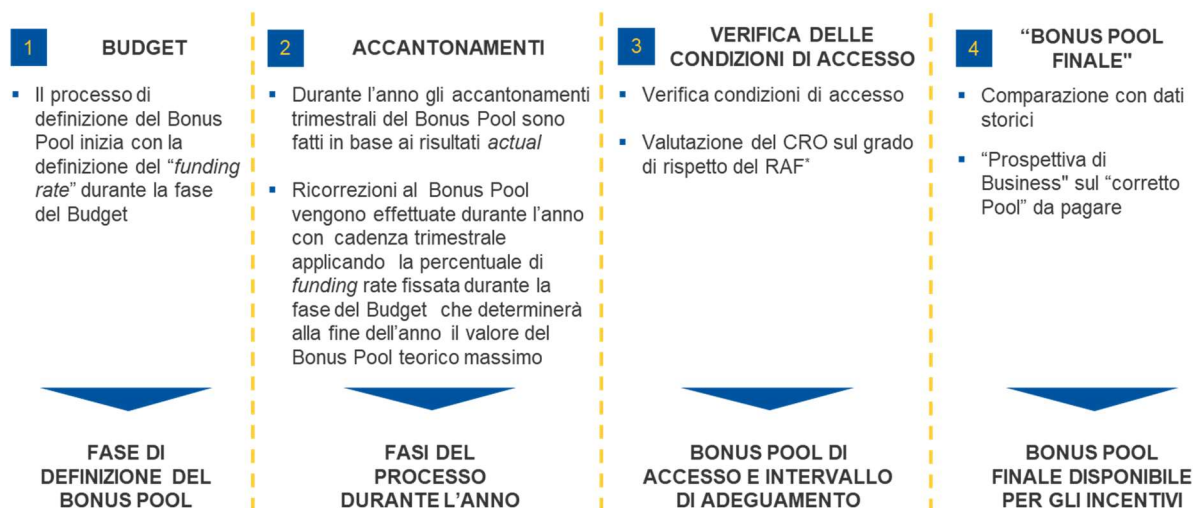 1
BUDGET
▪ Il processo di
definizione del Bonus
Pool inizia con la
definizione del “funding
rate” durante la fase
del Budget
FASE DI
DEFINIZIONE DEL
BONUS POOL
2
ACCANTONAMENTI
▪ Durante l’anno gli accantonamenti
trimestrali del Bonus Pool sono
fatti in base ai risultati actual
▪ Ricorrezioni al Bonus Pool
vengono effettuate durante l’anno
con cadenza trimestrale
applicando la percentuale di
funding rate fissata durante la
fase del Budget che determinerà
alla fine dell’anno il valore del
Bonus Pool teorico massimo
FASI DEL
PROCESSO
DURANTE L’ANNO
3
VERIFICA DELLE
CONDIZIONI DI ACCESSO
▪ Verifica condizioni di accesso
▪ Valutazione del CRO sul grado
di rispetto del RAF*
BONUS POOL DI
ACCESSO E INTERVALLO
DI ADEGUAMENTO
4
“BONUS POOL
FINALE"
▪ Comparazione con dati
storici
▪ “Prospettiva di
Business" sul “corretto
Pool” da pagare
BONUS POOL
FINALE DISPONIBILE
PER GLI INCENTIVI